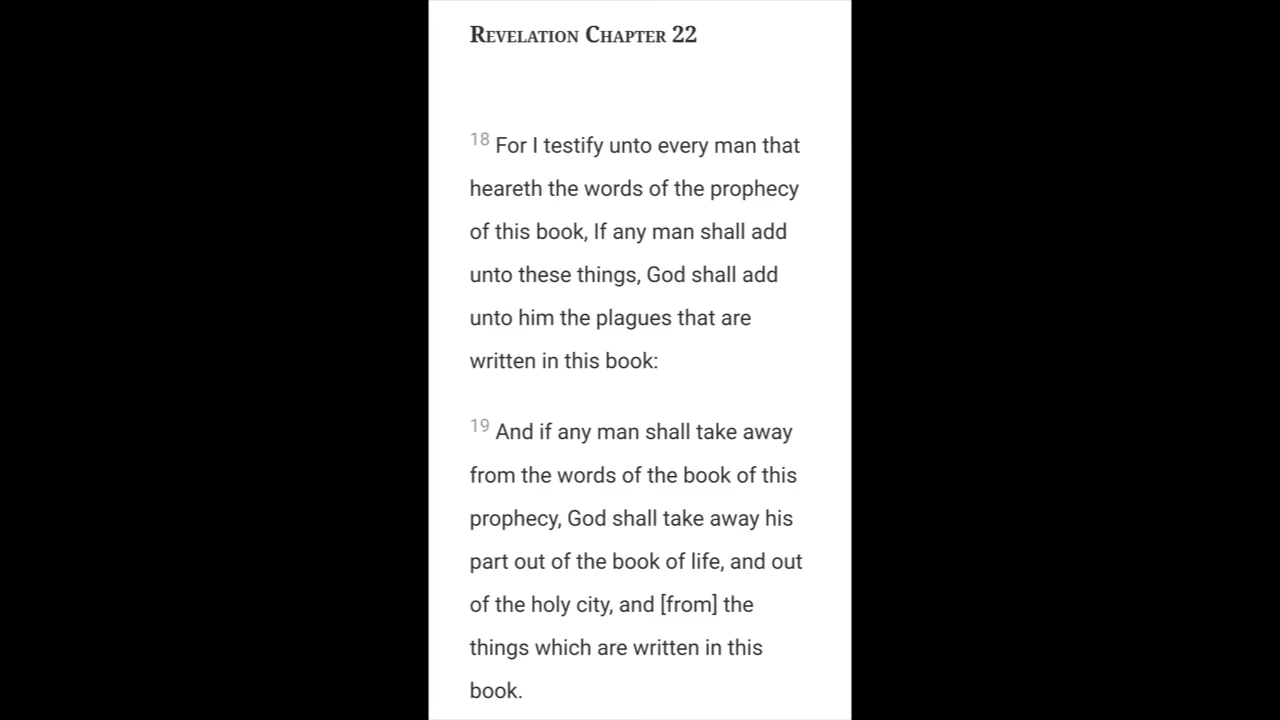 Revelation Chapter 22
18 For I testify unto every man that
heareth the words of the prophecy
of this book, If any man shall add
unto these things, God shall add
unto him the plagues that are
written in this book:
19 And if any man shall take away
from the words of the book of this
prophecy, God shall take away his
part out of the book of life, and out
of the holy city, and [from] the
things which are written in this
book.